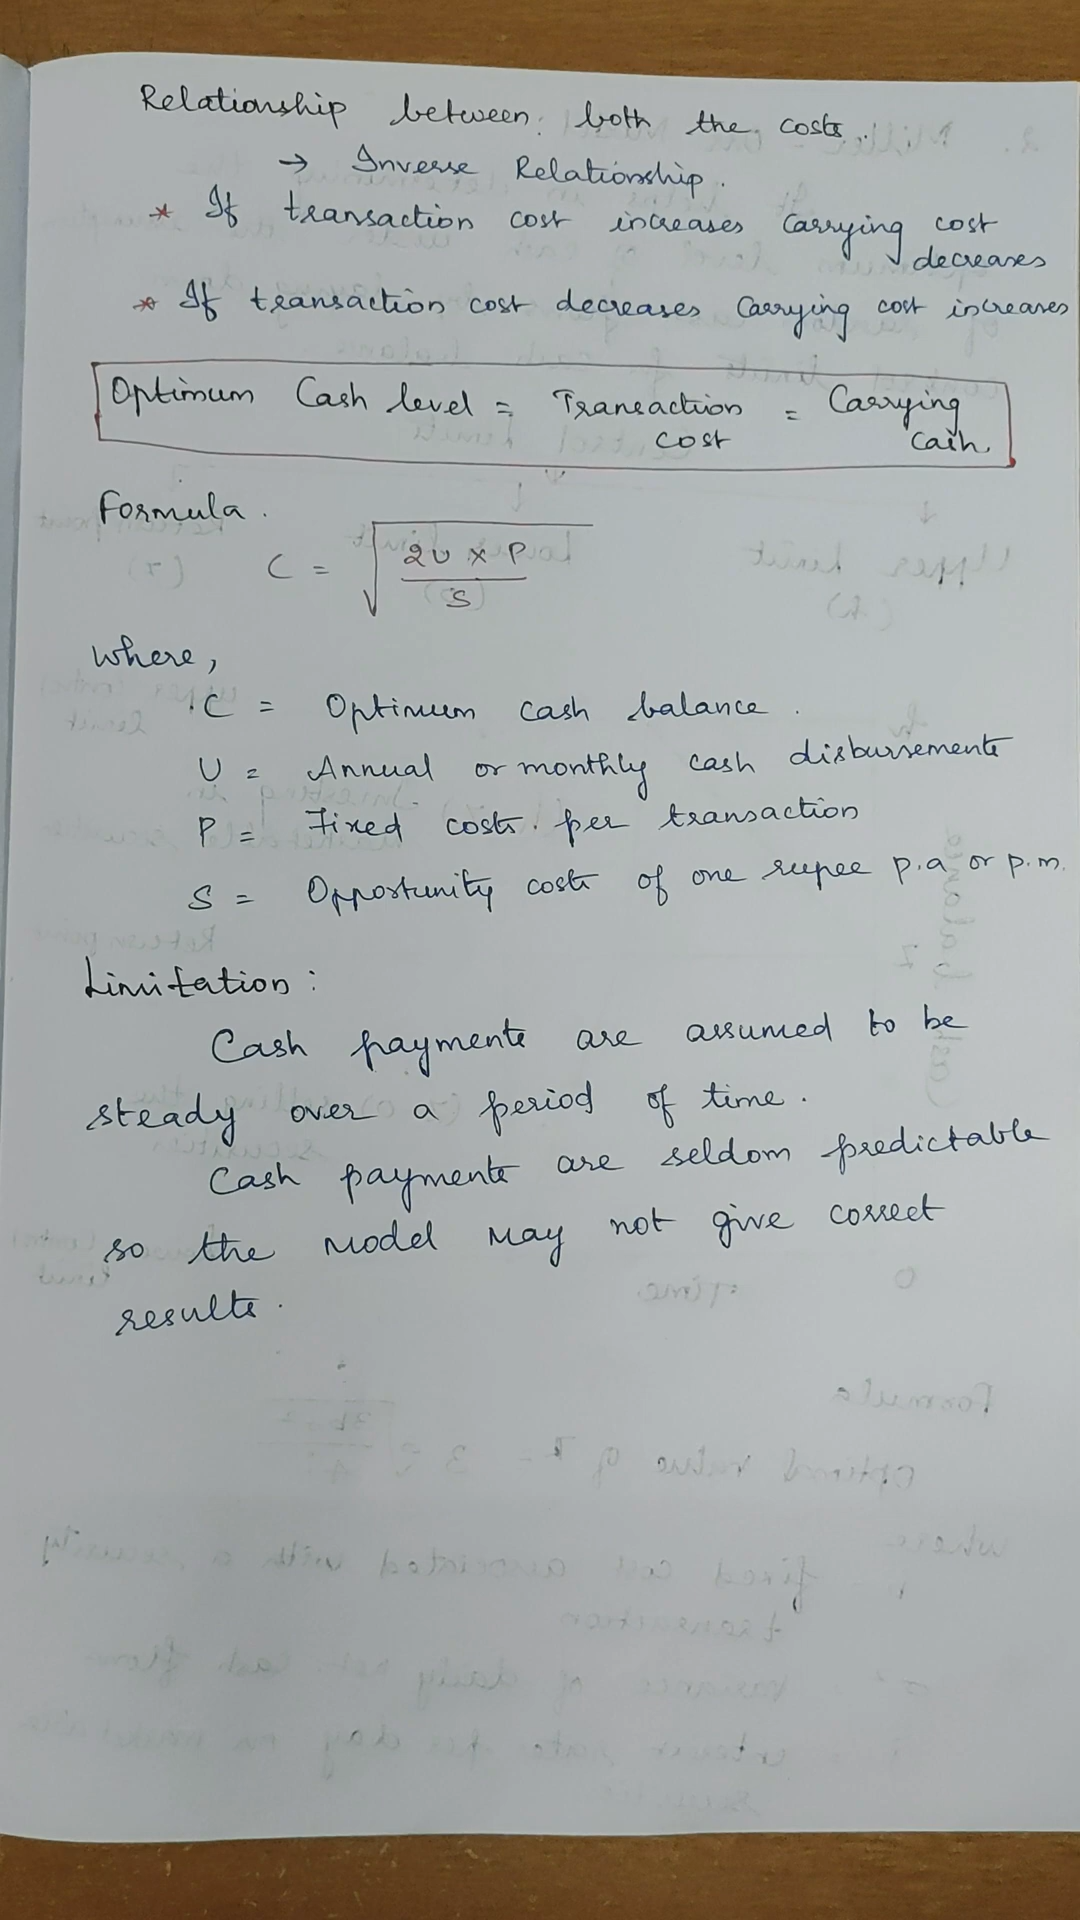 Relationship between both the costs.
→ Inverse Relationship.
* If transaction cost increases Carrying cost
decreases
* If transaction cost decreases Carrying cost increases
Optimum Cash level = Transaction = Carrying
cost cash.
Formula.
C = √ 2U x P
S
Where,
C = Optimum cash balance.
U = Annual or monthly cash disbursements
P = Fixed costs per transaction
S = Opportunity costs of one rupee p.a or p.m.
Limitation:
Cash payments are assumed to be
steady over a period of time.
Cash payments are seldom predictable
so the model may not give correct
results.